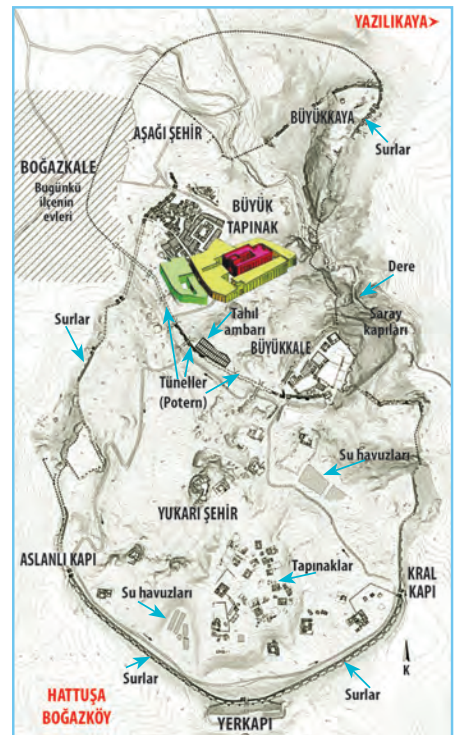 YAZILIKAYA
BÜYÜKKAYA
Surlar
AŞAĞI ŞEHİR
BOĞAZKALE
Bugünkü
ilçenin
evleri
BÜYÜK
TAPINAK
Dere
Saray
kapıları
Tahıl
ambarı
BÜYÜKKALE
Surlar
Tüneller
(Potern)
Su havuzları
YUKARI ŞEHİR
ASLANLI KAPI
Tapınaklar
KRAL
KAPI
Su havuzları
K
Surlar
Surlar
HATTUŞA
BOĞAZKÖY
YERKAPI